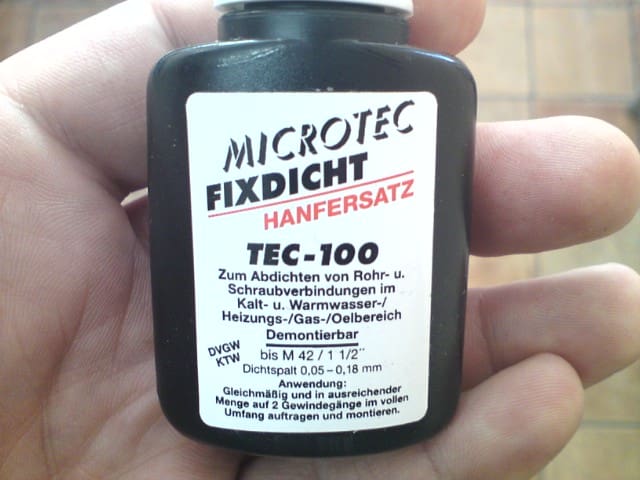 MICROTEC
FIXDICHT
HANFERSATZ
TEC-100
Zum Abdichten von Rohr- u.
Schraubverbindungen im
Kalt- u. Warmwasser-/
Heizungs-/Gas-/Oelbereich
Demontierbar
DVGW
KTW
bis M 42 / 1 1/2"
Dichtspalt 0,05 – 0,18 mm
Anwendung:
Gleichmäßig und in ausreichender
Menge auf 2 Gewindegänge im vollen
Umfang auftragen und montieren.